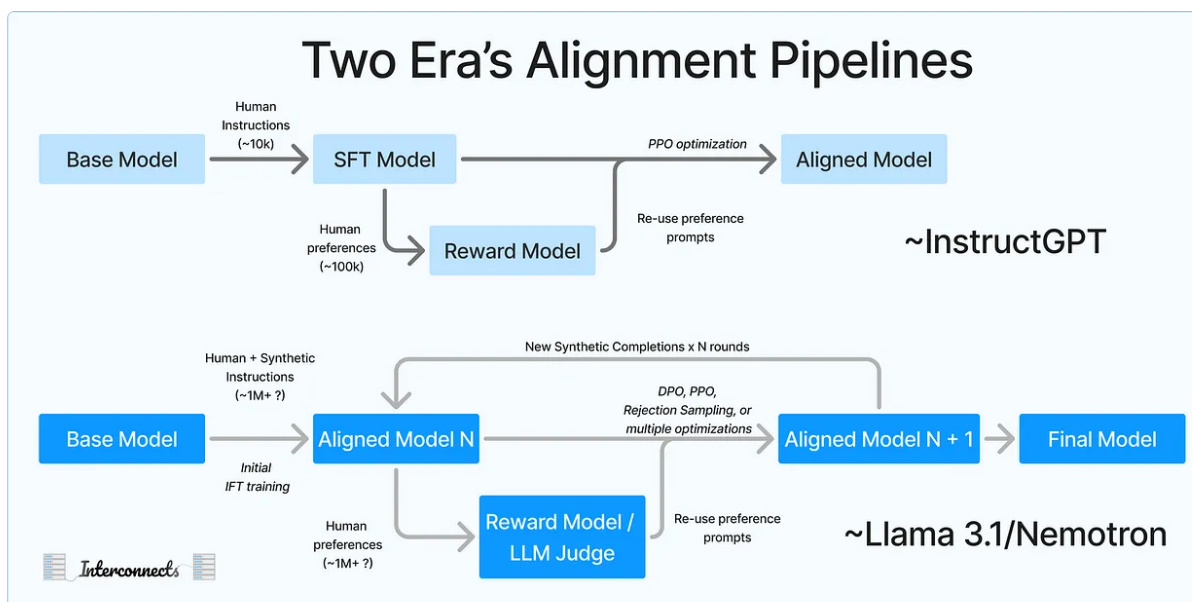 Two Era's Alignment Pipelines
Human
Instructions
(~10k)
Base Model
SFT Model
PPO optimization
Aligned Model
Human
preferences
(~100k)
Reward Model
Re-use preference
prompts
~InstructGPT
New Synthetic Completions x N rounds
Human + Synthetic
Instructions
(~1M+ ?)
DPO, PPO,
Rejection Sampling, or
multiple optimizations
Base Model
Aligned Model N
Aligned Model N + 1
Final Model
Initial
IFT training
Human
preferences
(~1M+ ?)
Reward Model /
LLM Judge
Re-use preference
prompts
~Llama 3.1/Nemotron
Interconnects